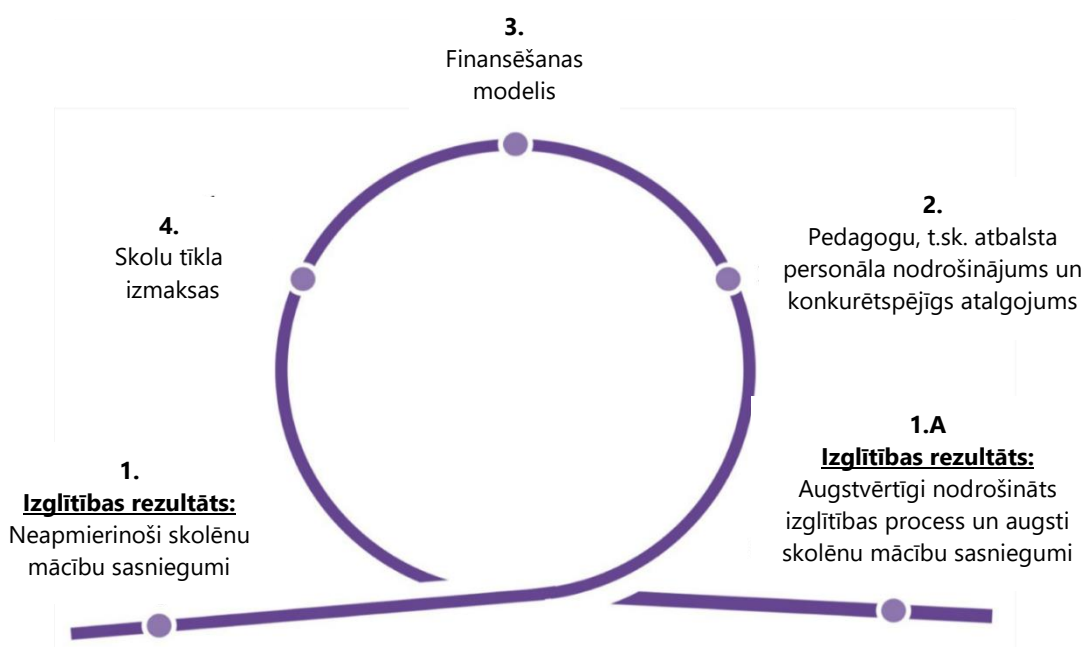 3.
Finansēšanas
modelis
4.
Skolu tīkla
izmaksas
2.
Pedagogu, t.sk. atbalsta
personāla nodrošinājums un
konkurētspējīgs atalgojums
1.
Izglītības rezultāts:
Neapmierinoši skolēnu
mācību sasniegumi
1.A
Izglītības rezultāts:
Augstvērtīgi nodrošināts
izglītības process un augsti
skolēnu mācību sasniegumi